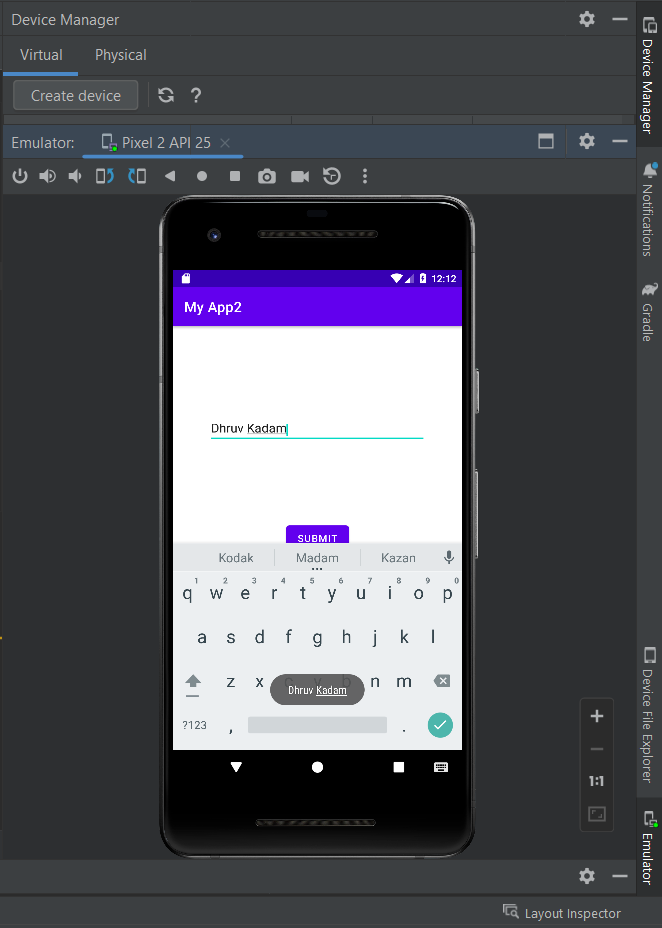 Device Manager
Virtual Physical
Create device ?
Emulator: Pixel 2 API 25
12:12
My App2
Dhruv Kadam
SUBMIT
Kodak Madam Kazan
1 2 3 4 5 6 7 8 9 0
q w e r t y u i o p
a s d f g h j k l
z x c v b n m
Dhruv Kadam
?123 , .
1:1
Layout Inspector
Device Manager
Notifications
Gradle
Device File Explorer
Emulator